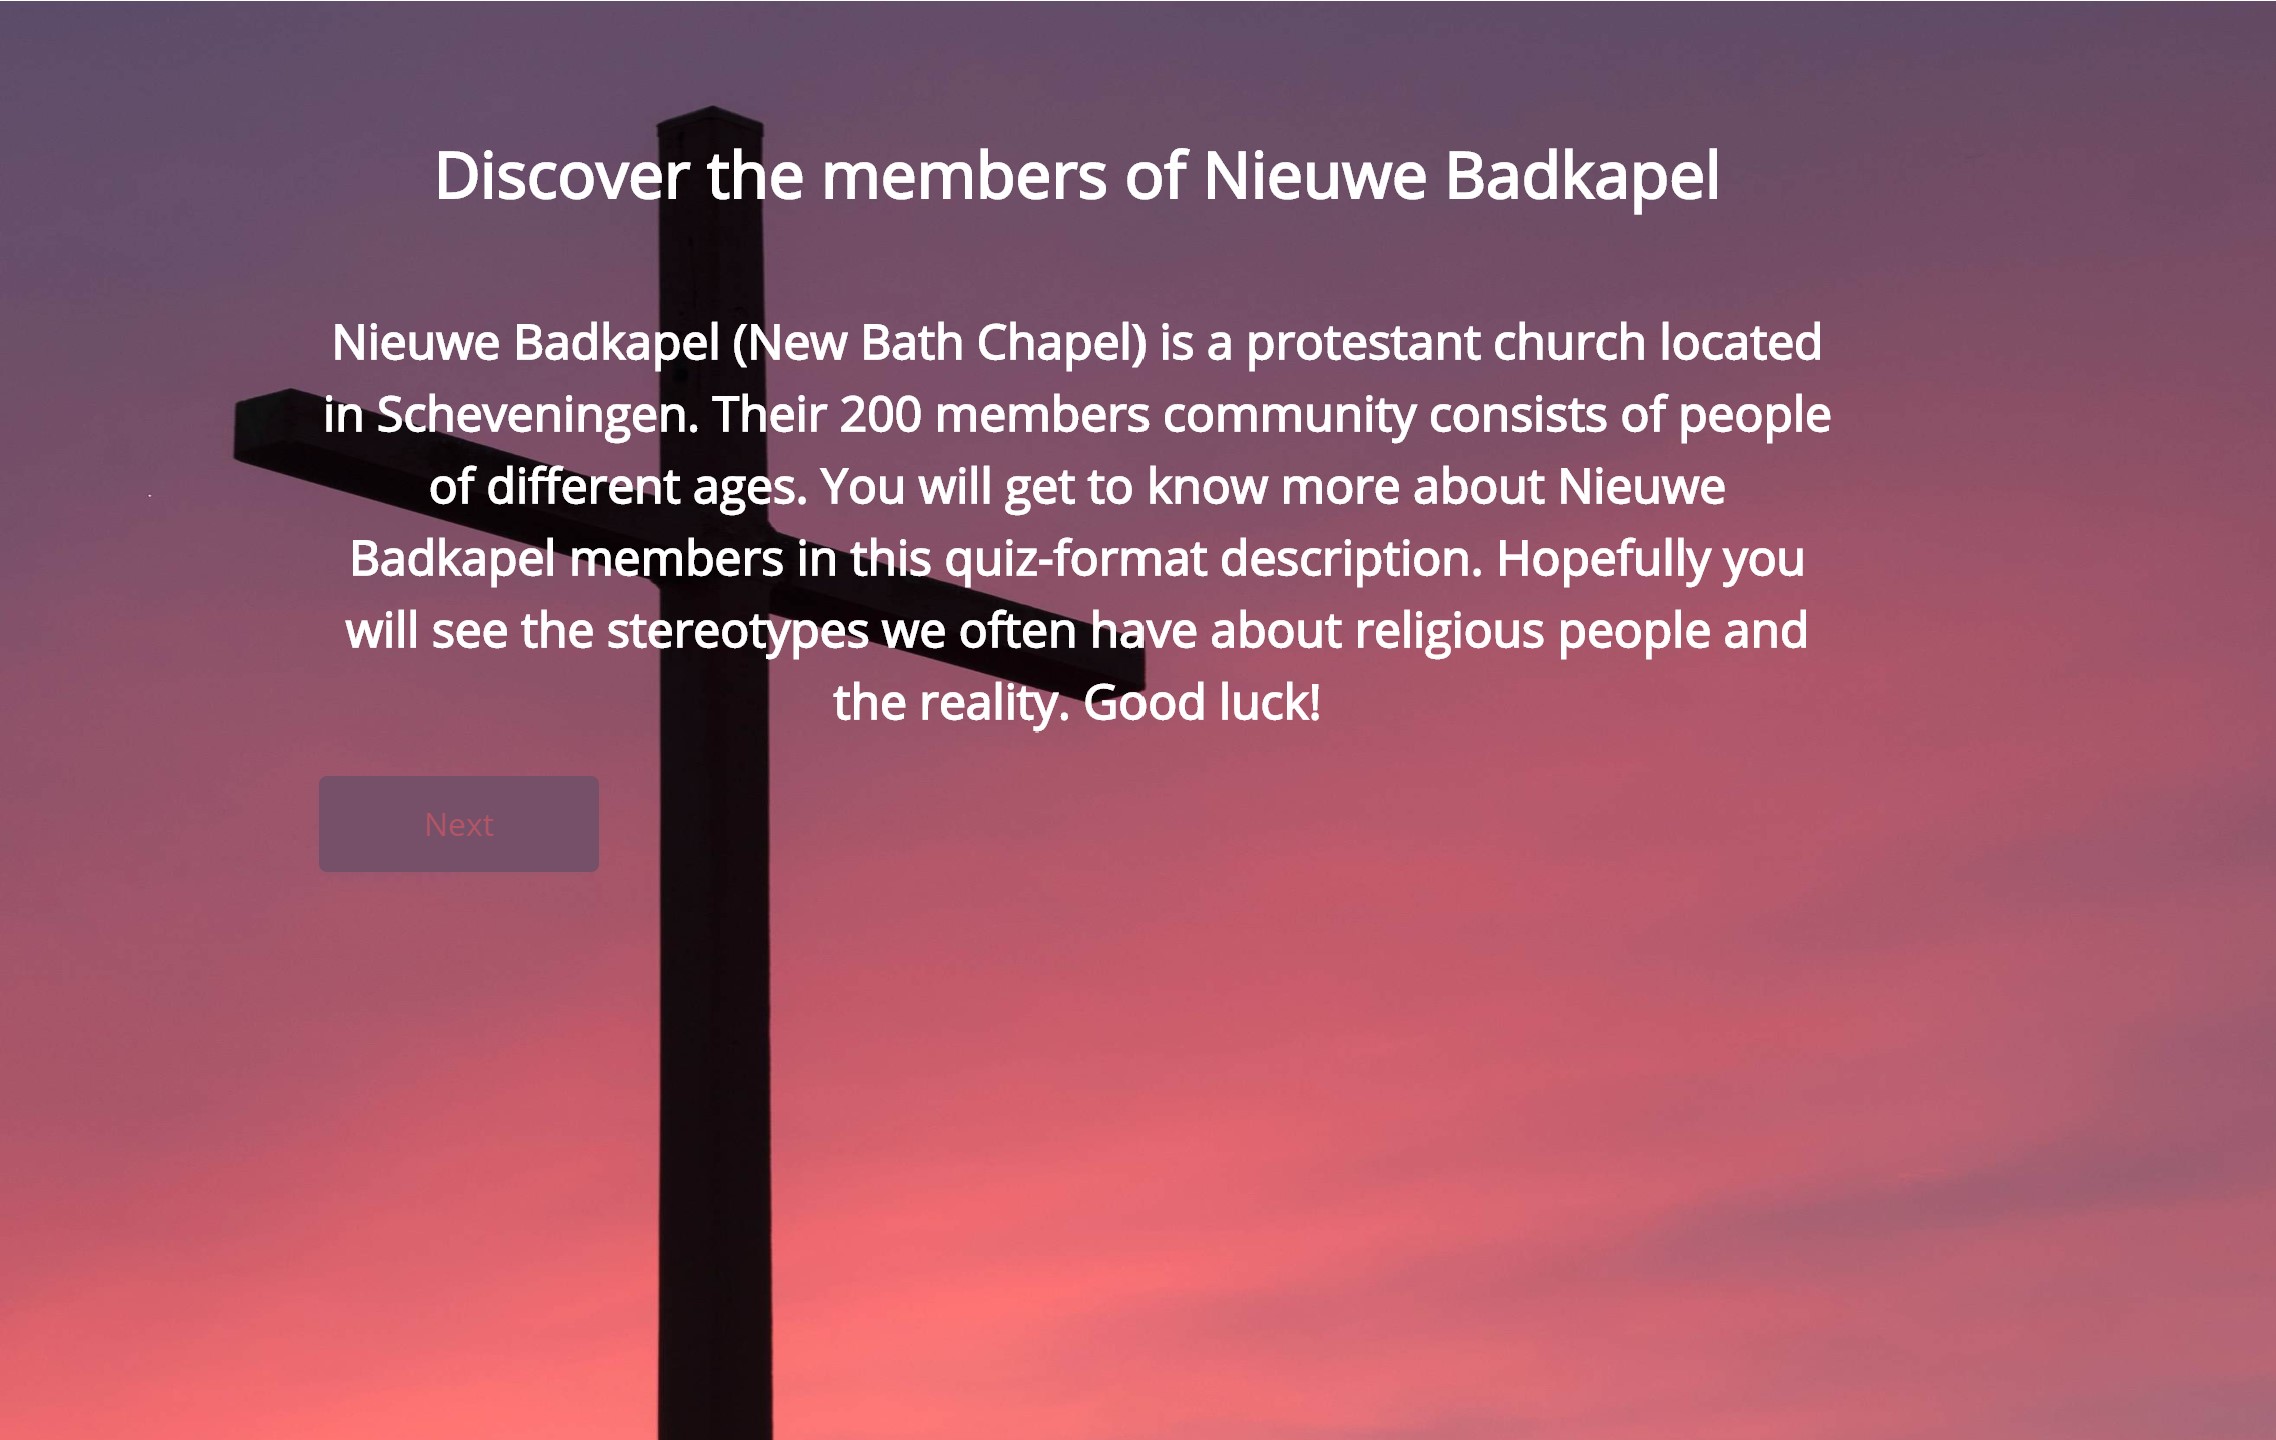 Discover the members of Nieuwe Badkapel
Nieuwe Badkapel (New Bath Chapel) is a protestant church located
in Scheveningen. Their 200 members community consists of people
of different ages. You will get to know more about Nieuwe
Badkapel members in this quiz-format description. Hopefully you
will see the stereotypes we often have about religious people and
the reality. Good luck!
Next